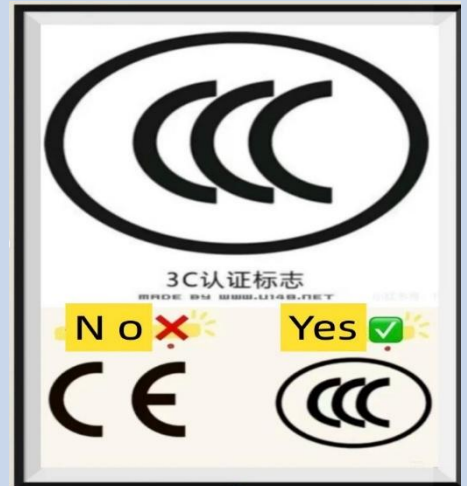 CCC
3C认证标志
MADE BY WWW.U148.NET
No❌ Yes✅
CE CCC